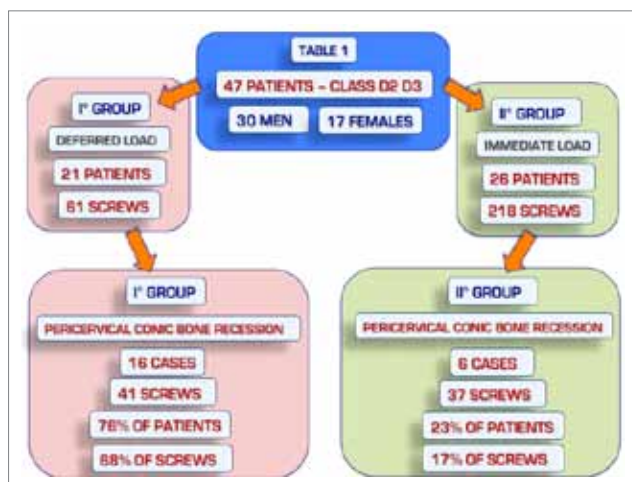 TABLE 1
47 PATIENTS – CLASS D2 D3
30 MEN
17 FEMALES
I° GROUP
DEFERRED LOAD
21 PATIENTS
61 SCREWS
II° GROUP
IMMEDIATE LOAD
26 PATIENTS
218 SCREWS
I° GROUP
PERICERVICAL CONIC BONE RECESSION
16 CASES
41 SCREWS
76% OF PATIENTS
68% OF SCREWS
II° GROUP
PERICERVICAL CONIC BONE RECESSION
6 CASES
37 SCREWS
23% OF PATIENTS
17% OF SCREWS